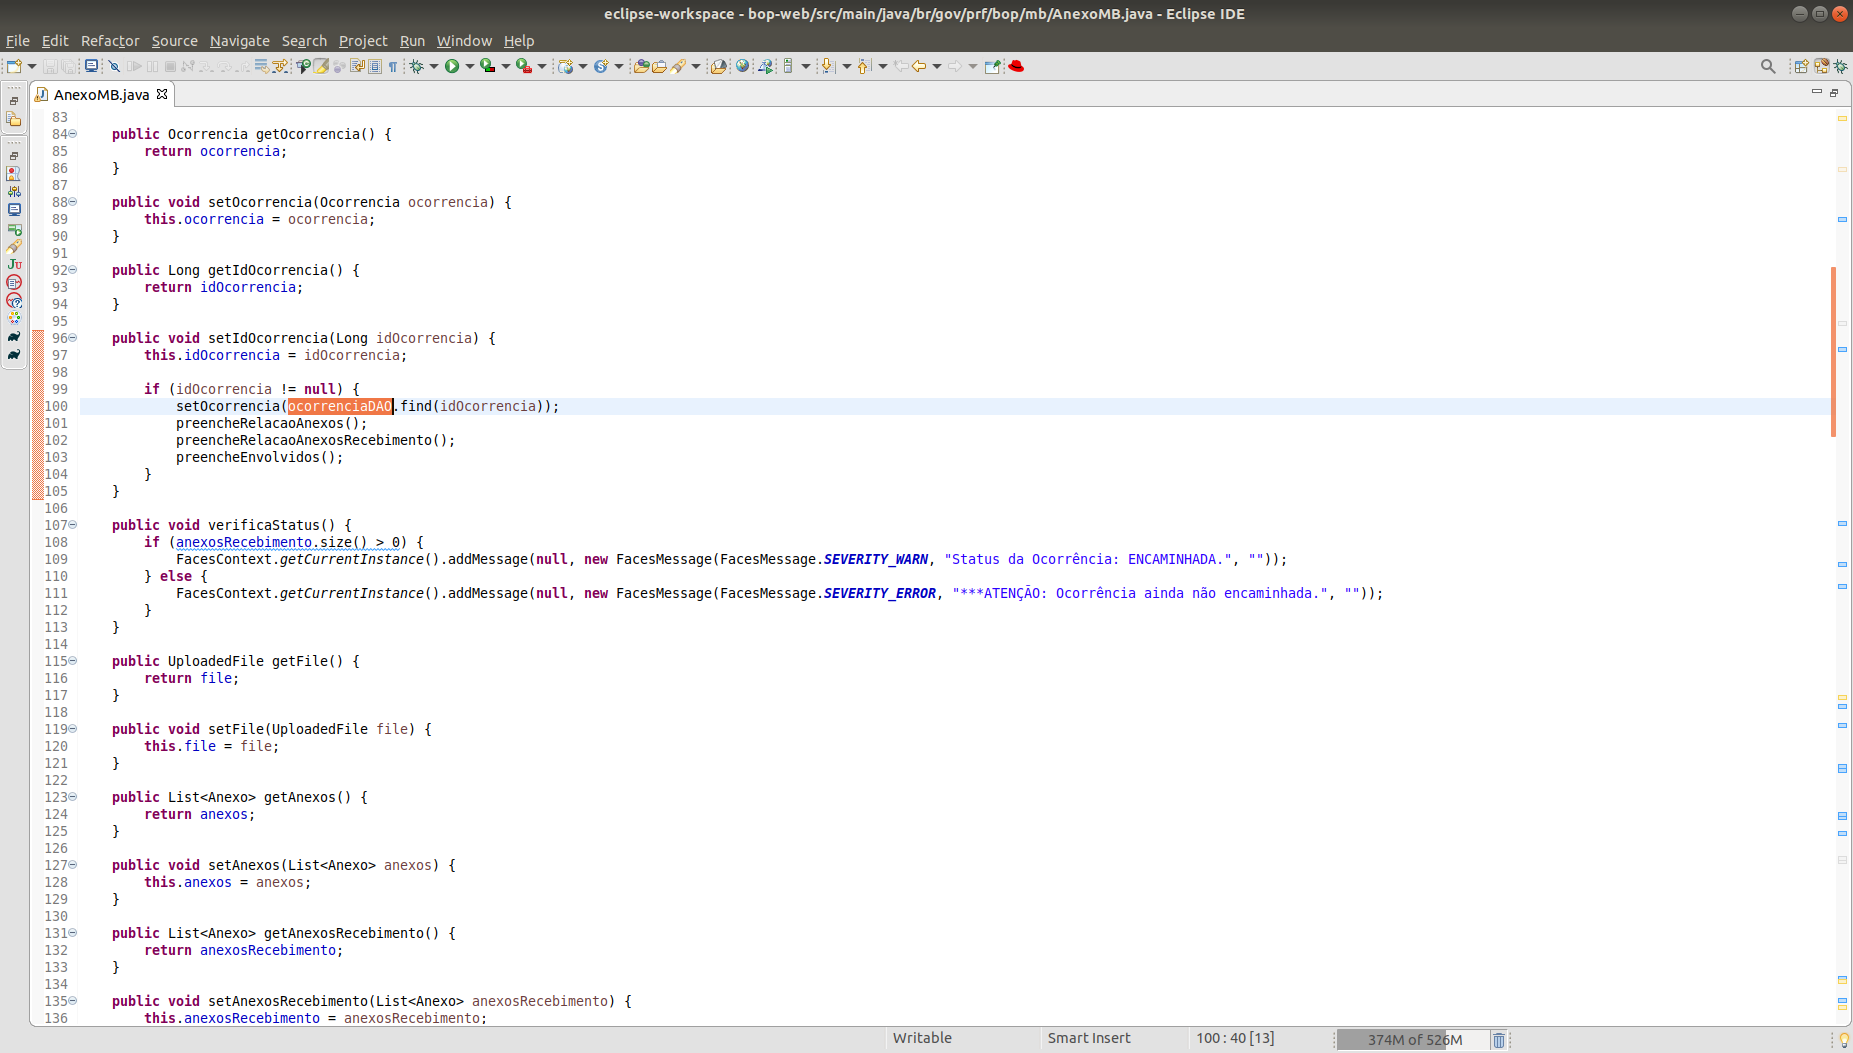 eclipse-workspace - bop-web/src/main/java/br/gov/prf/bop/mb/AnexoMB.java - Eclipse IDE
File Edit Refactor Source Navigate Search Project Run Window Help
AnexoMB.java
83
84 public Ocorrencia getOcorrencia() {
85 return ocorrencia;
86 }
87
88 public void setOcorrencia(Ocorrencia ocorrencia) {
89 this.ocorrencia = ocorrencia;
90 }
91
92 public Long getIdOcorrencia() {
93 return idOcorrencia;
94 }
95
96 public void setIdOcorrencia(Long idOcorrencia) {
97 this.idOcorrencia = idOcorrencia;
98
99 if (idOcorrencia != null) {
100 setOcorrencia(ocorrenciaDAO.find(idOcorrencia));
101 preencheRelacaoAnexos();
102 preencheRelacaoAnexosRecebimento();
103 preencheEnvolvidos();
104 }
105 }
106
107 public void verificaStatus() {
108 if (anexosRecebimento.size() > 0) {
109 FacesContext.getCurrentInstance().addMessage(null, new FacesMessage(FacesMessage.SEVERITY_WARN, "Status da Ocorrência: ENCAMINHADA.", ""));
110 } else {
111 FacesContext.getCurrentInstance().addMessage(null, new FacesMessage(FacesMessage.SEVERITY_ERROR, "***ATENÇÃO: Ocorrência ainda não encaminhada.", ""));
112 }
113 }
114
115 public UploadedFile getFile() {
116 return file;
117 }
118
119 public void setFile(UploadedFile file) {
120 this.file = file;
121 }
122
123 public List<Anexo> getAnexos() {
124 return anexos;
125 }
126
127 public void setAnexos(List<Anexo> anexos) {
128 this.anexos = anexos;
129 }
130
131 public List<Anexo> getAnexosRecebimento() {
132 return anexosRecebimento;
133 }
134
135 public void setAnexosRecebimento(List<Anexo> anexosRecebimento) {
136 this.anexosRecebimento = anexosRecebimento;
Writable Smart Insert 100 : 40 [13] 374M of 526M